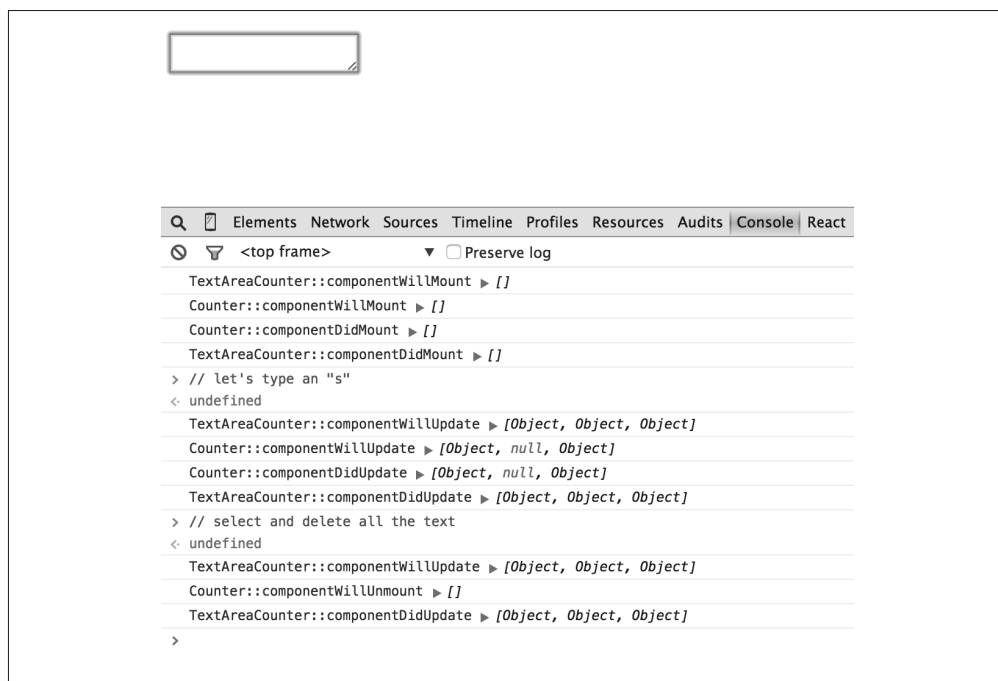 Elements Network Sources Timeline Profiles Resources Audits Console React
<top frame> ▼ Preserve log
TextAreaCounter::componentWillMount ▶ []
Counter::componentWillMount ▶ []
Counter::componentDidMount ▶ []
TextAreaCounter::componentDidMount ▶ []
> // let's type an "s"
<· undefined
TextAreaCounter::componentWillUpdate ▶ [Object, Object, Object]
Counter::componentWillUpdate ▶ [Object, null, Object]
Counter::componentDidUpdate ▶ [Object, null, Object]
TextAreaCounter::componentDidUpdate ▶ [Object, Object, Object]
> // select and delete all the text
<· undefined
TextAreaCounter::componentWillUpdate ▶ [Object, Object, Object]
Counter::componentWillUnmount ▶ []
TextAreaCounter::componentDidUpdate ▶ [Object, Object, Object]
>